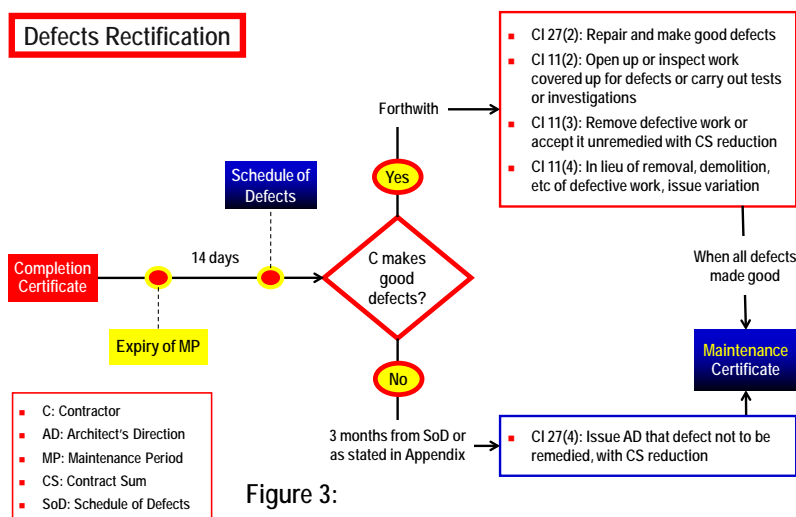 Defects Rectification
Cl 27(2): Repair and make good defects
Cl 11(2): Open up or inspect work
covered up for defects or carry out tests
or investigations
Cl 11(3): Remove defective work or
accept it unremedied with CS reduction
Cl 11(4): In lieu of removal, demolition,
etc of defective work, issue variation
Forthwith
Yes
Schedule of
Defects
14 days
Completion
Certificate
C makes
good
defects?
When all defects
made good
Expiry of MP
Maintenance
Certificate
No
3 months from SoD or
as stated in Appendix
Cl 27(4): Issue AD that defect not to be
remedied, with CS reduction
C: Contractor
AD: Architect's Direction
MP: Maintenance Period
CS: Contract Sum
SoD: Schedule of Defects
Figure 3: